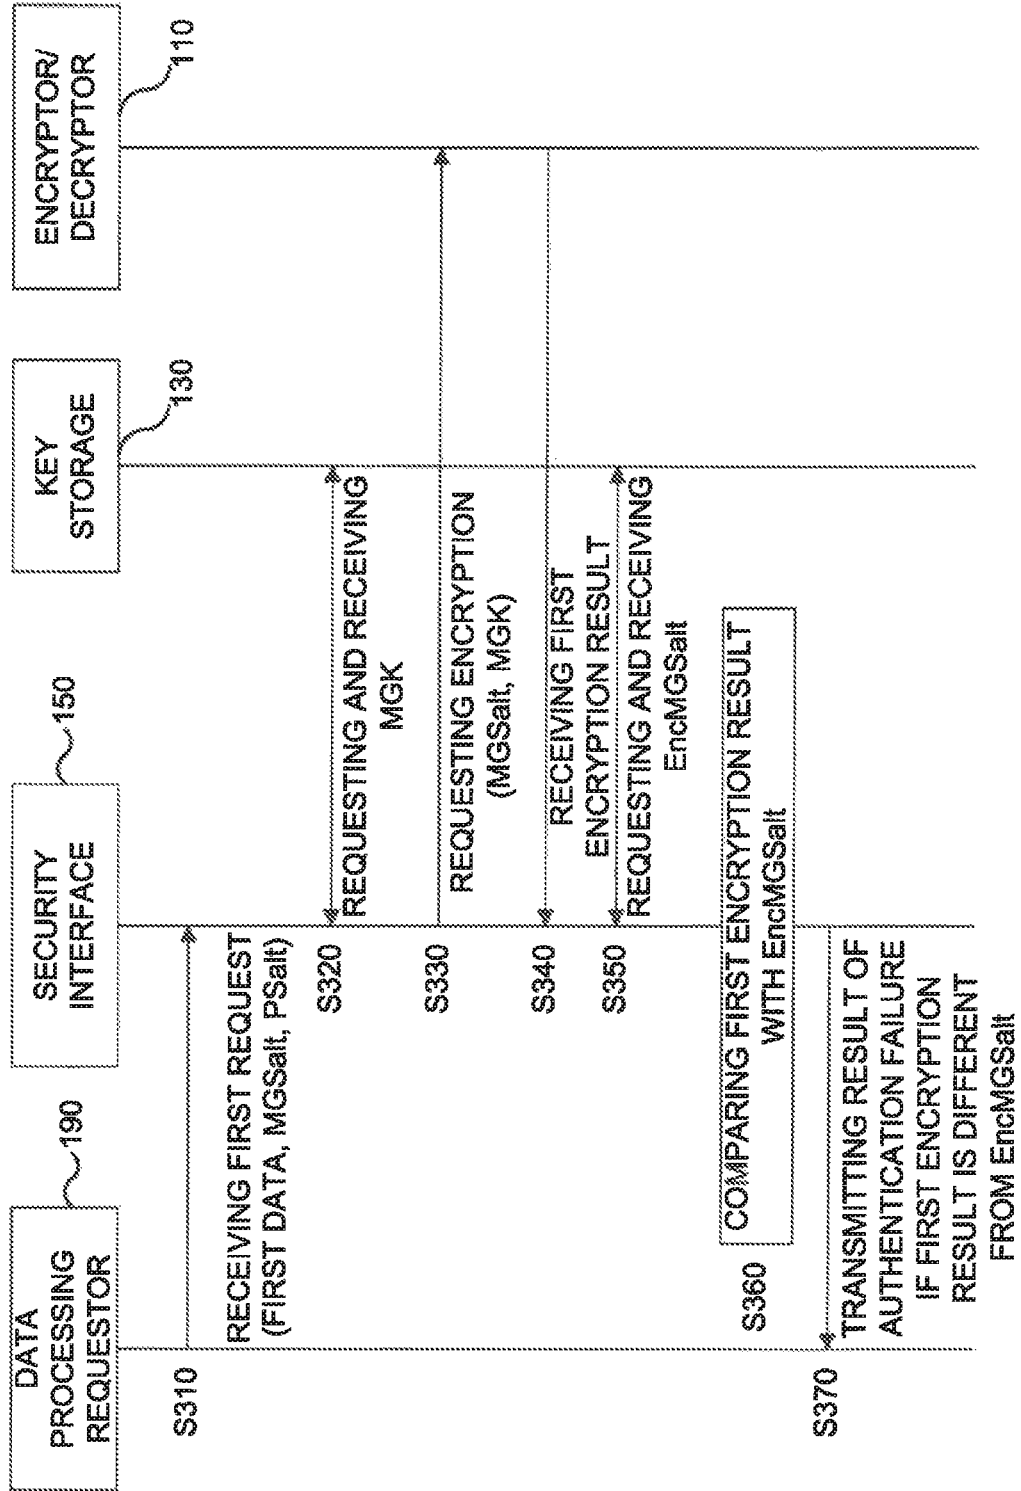 DATA
PROCESSING
REQUESTOR
190
SECURITY
INTERFACE
150
KEY
STORAGE
130
ENCRYPTOR/
DECRYPTOR
110
S310
RECEIVING FIRST REQUEST
(FIRST DATA, MGSalt, PSalt)
S320
REQUESTING AND RECEIVING
MGK
S330
REQUESTING ENCRYPTION
(MGSalt, MGK)
S340
RECEIVING FIRST
ENCRYPTION RESULT
S350
REQUESTING AND RECEIVING
EncMGSalt
S360
COMPARING FIRST ENCRYPTION RESULT
WITH EncMGSalt
S370
TRANSMITTING RESULT OF
AUTHENTICATION FAILURE
IF FIRST ENCRYPTION
RESULT IS DIFFERENT
FROM EncMGSalt